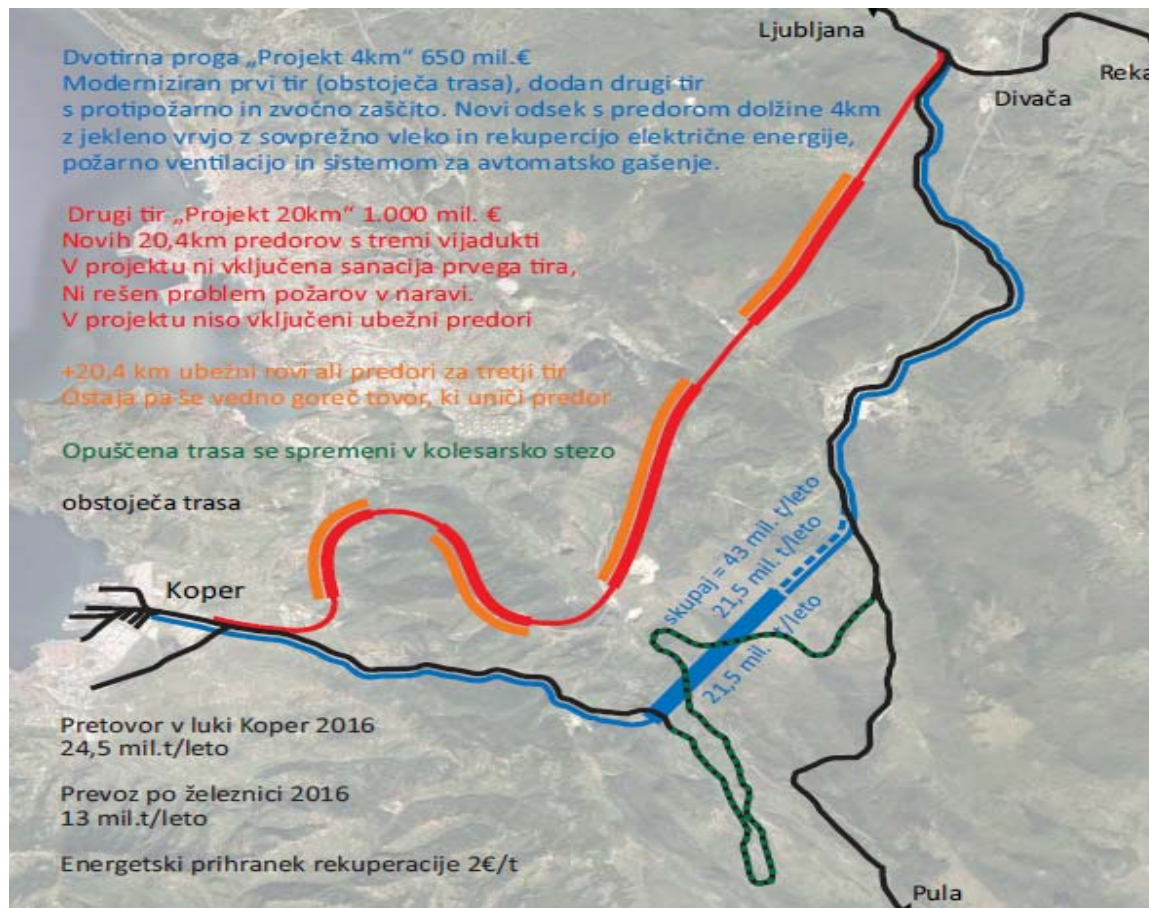 Ljubljana
Reka
Divača
Dvotirna proga „Projekt 4km“ 650 mil.€
Moderniziran prvi tir (obstoječa trasa), dodan drugi tir
s protipožarno in zvočno zaščito. Novi odsek s predorom dolžine 4km
z jekleno vrvjo z sovprežno vleko in rekupercijo električne energije,
požarno ventilacijo in sistemom za avtomatsko gašenje.
Drugi tir „Projekt 20km“ 1.000 mil. €
Novih 20,4km predorov s tremi vijadukti
V projektu ni vključena sanacija prvega tira,
Ni rešen problem požarov v naravi.
V projektu niso vključeni ubežni predori
+20,4 km ubežni rovi ali predori za tretji tir
Ostaja pa še vedno goreč tovor, ki uniči predor
Opuščena trasa se spremeni v kolesarsko stezo
obstoječa trasa
Koper
skupaj = 43 mil. t/leto
21,5 mil. t/leto
21,5 mil. t/leto
Pretovor v luki Koper 2016
24,5 mil.t/leto
Prevoz po železnici 2016
13 mil.t/leto
Energetski prihranek rekuperacije 2€/t
Pula